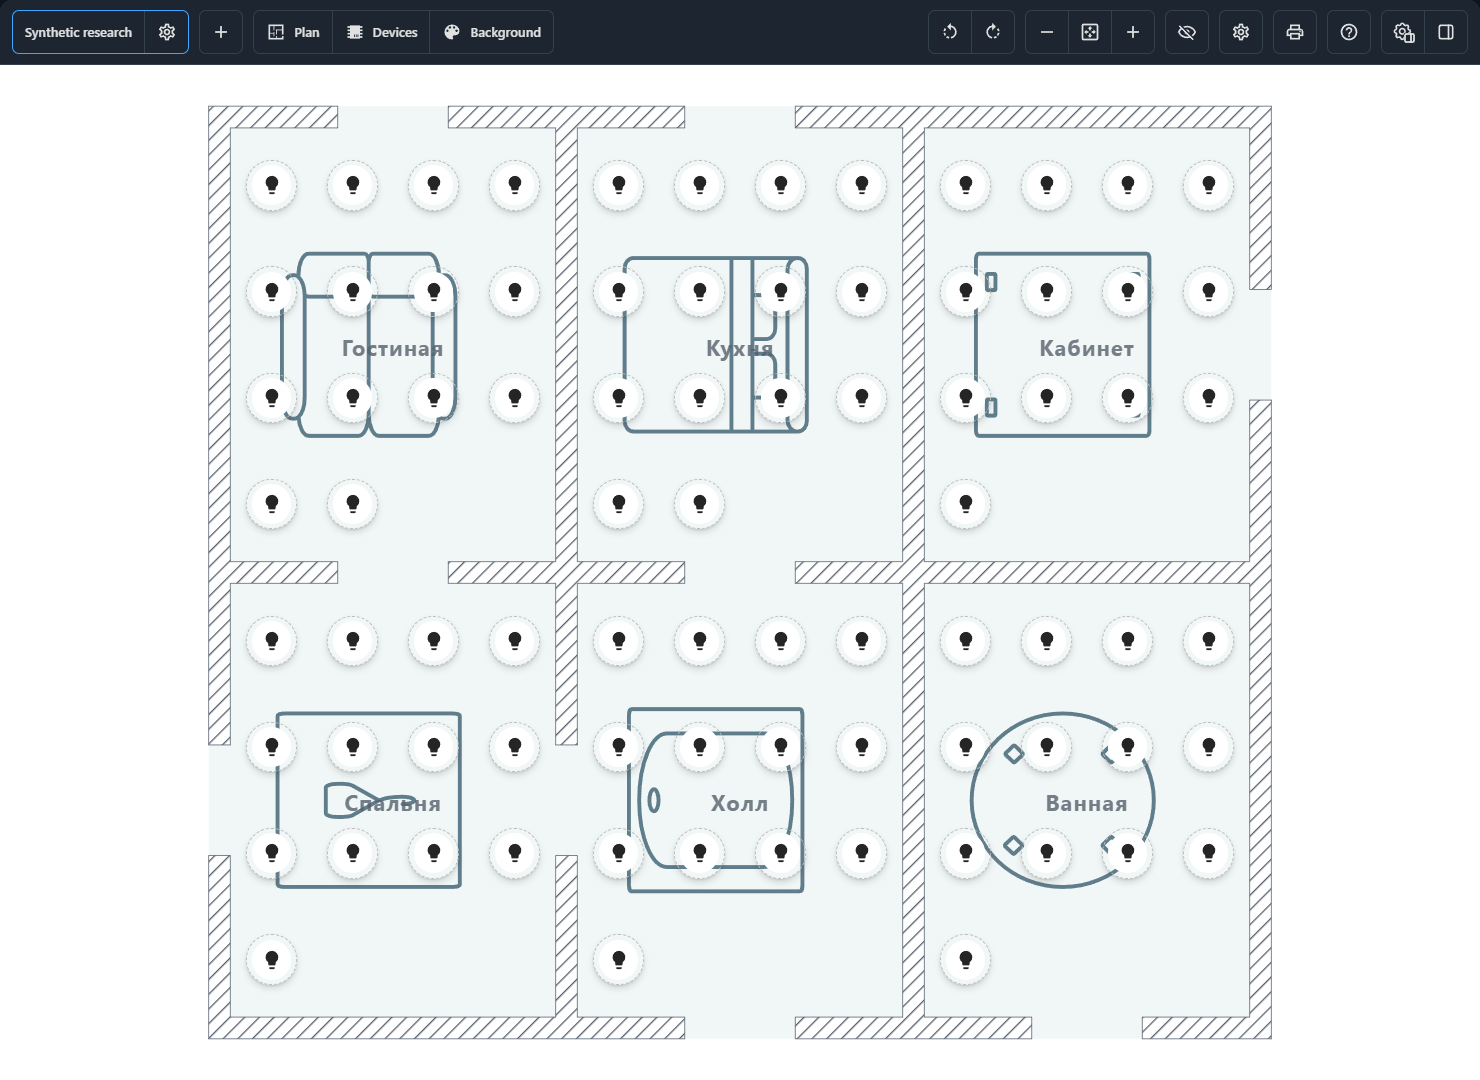 Synthetic research
Plan
Devices
Background
Гостиная
Кухня
Кабинет
Спальня
Холл
Ванная